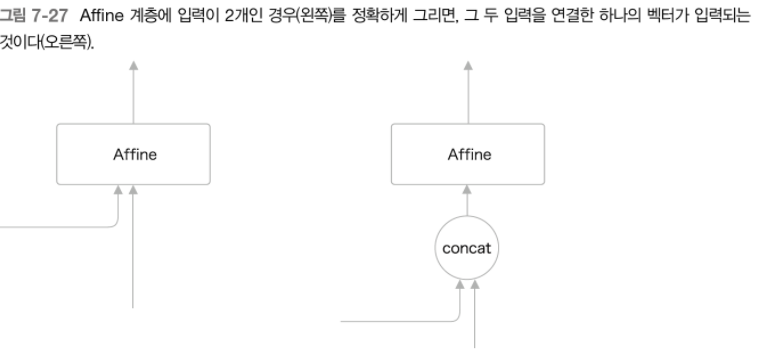 그림 7-27 Affine 계층에 입력이 2개인 경우(왼쪽)를 정확하게 그리면, 그 두 입력을 연결한 하나의 벡터가 입력되는
것이다(오른쪽).
Affine
Affine
concat